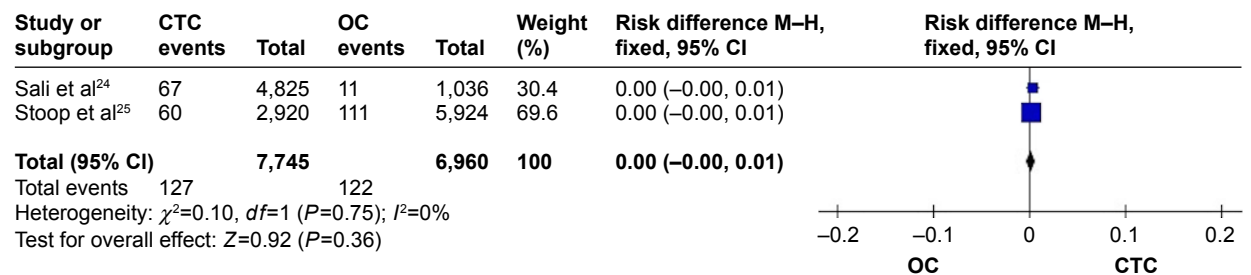 Study or subgroup CTC events Total OC events Total Weight (%) Risk difference M–H, fixed, 95% CI Risk difference M–H, fixed, 95% CI
Sali et al24 67 4,825 11 1,036 30.4 0.00 (–0.00, 0.01)
Stoop et al25 60 2,920 111 5,924 69.6 0.00 (–0.00, 0.01)
Total (95% CI) 7,745 6,960 100 0.00 (–0.00, 0.01)
Total events 127 122
Heterogeneity: χ2=0.10, df=1 (P=0.75); I2=0%
Test for overall effect: Z=0.92 (P=0.36)
–0.2 –0.1 0 0.1 0.2
OC CTC